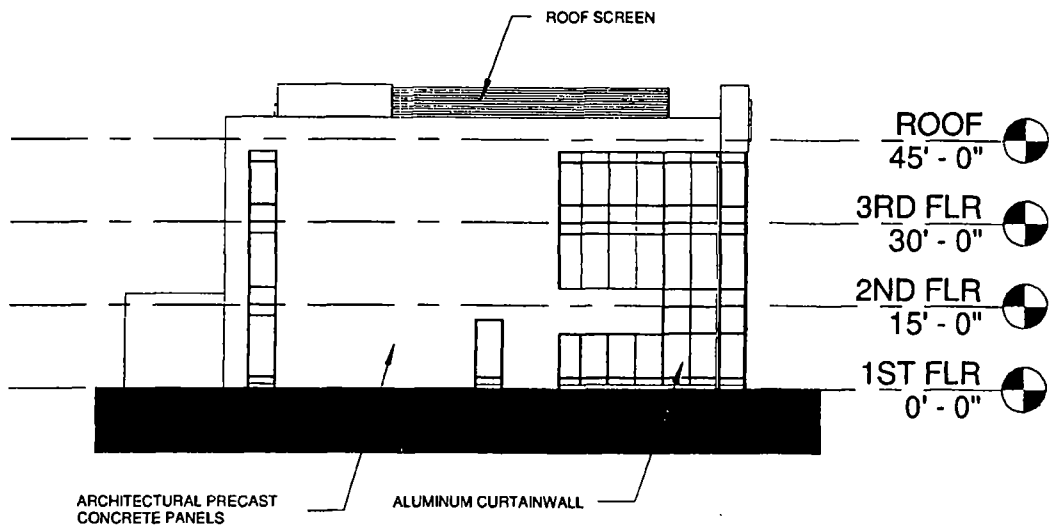 ROOF SCREEN
ROOF
45' - 0"
3RD FLR
30' - 0"
2ND FLR
15' - 0"
1ST FLR
0' - 0"
ARCHITECTURAL PRECAST
CONCRETE PANELS
ALUMINUM CURTAINWALL